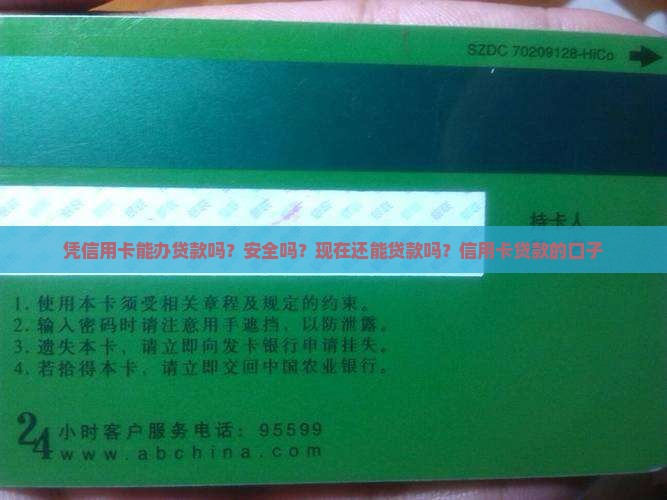 SZDC 70209128-HiCo
持卡人
凭信用卡能办贷款吗？安全吗？现在还能贷款吗？信用卡贷款的口子
1. 使用本卡须受相关章程及规定的约束。
2. 输入密码时请注意用手遮挡，以防泄露。
3. 遗失本卡，请立即向发卡银行申请挂失。
4. 若拾得本卡，请立即交回中国农业银行。
24 小时客户服务电话：95599
www.abchina.com